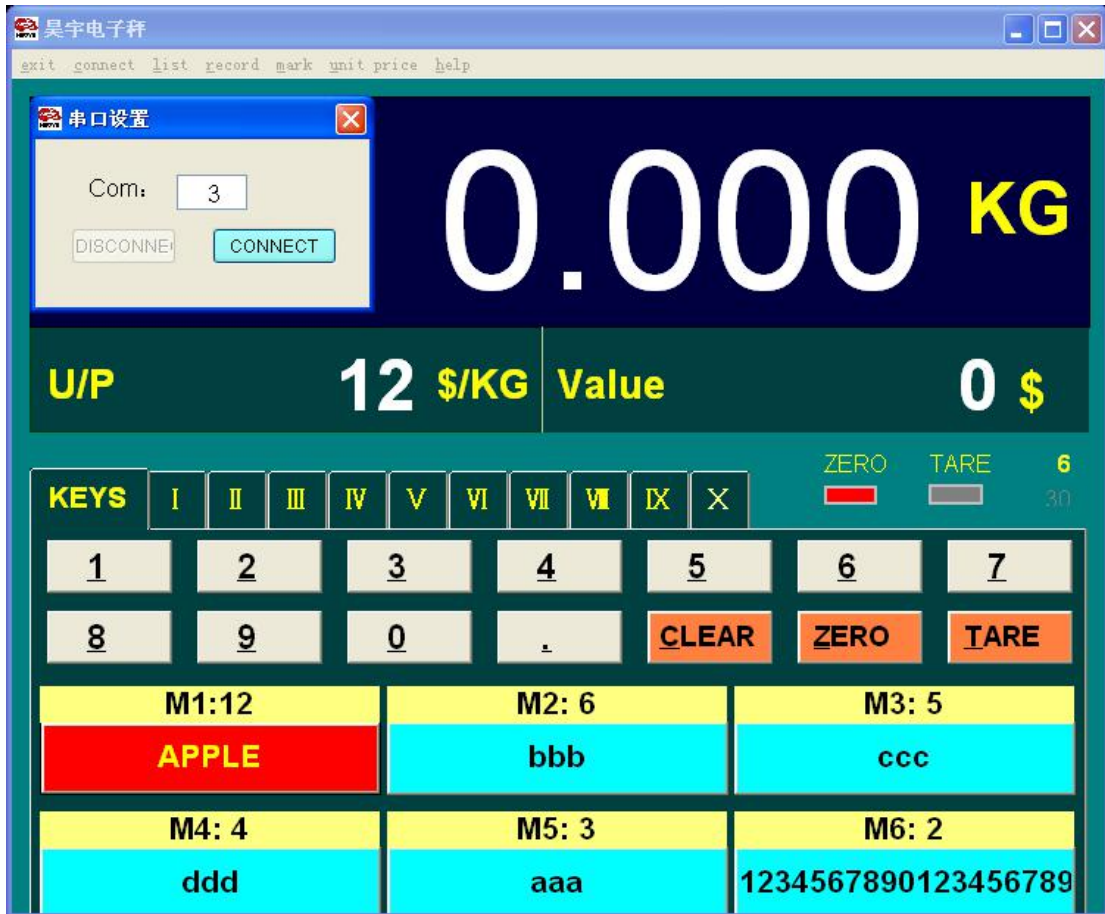 昊宇电子秤
exit connect list record mark unit price help
串口设置
Com: 3
DISCONNE CONNECT
0.000 KG
U/P 12 $/KG Value 0 $
ZERO TARE 6
30
KEYS I II III IV V VI VII VIII IX X
1 2 3 4 5 6 7
8 9 0 . CLEAR ZERO TARE
M1:12 M2: 6 M3: 5
APPLE bbb ccc
M4: 4 M5: 3 M6: 2
ddd aaa 1234567890123456789